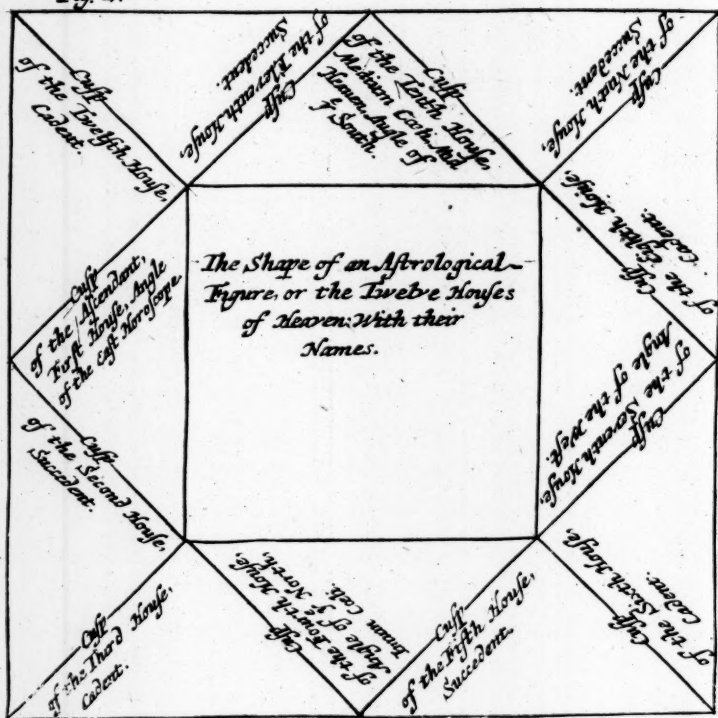 The Shape of an Astrological
Figure, or the Twelve Houses
of Heaven: With their
Names.
Cusp
of the Twelfth House,
Cadent.
Cusp
of the Eleventh House,
Succedent.
Cusp
of the Tenth House,
Medium Cœli, Mid
Heaven, Angle of
yͤ South.
Cusp
of the Ninth House,
Succedent.
Cusp
of the Eighth House,
Cadent.
Cusp
of the Seventh House,
Angle of the West.
Cusp
of the Sixth House,
Cadent.
Cusp
of the Fifth House,
Succedent.
Cusp
of the Fourth House,
Angle of yͤ North,
Imum Cœli.
Cusp
of the Third House,
Cadent.
Cusp
of the Second House,
Succedent.
Cusp
of the Ascendant,
First House, Angle
of the East Horoscope